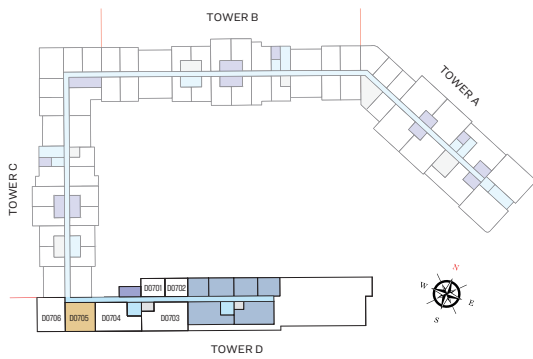 TOWER B
TOWER A
TOWER C
N
W
E
S
D0701 D0702
D0706 D0705 D0704 D0703
TOWER D